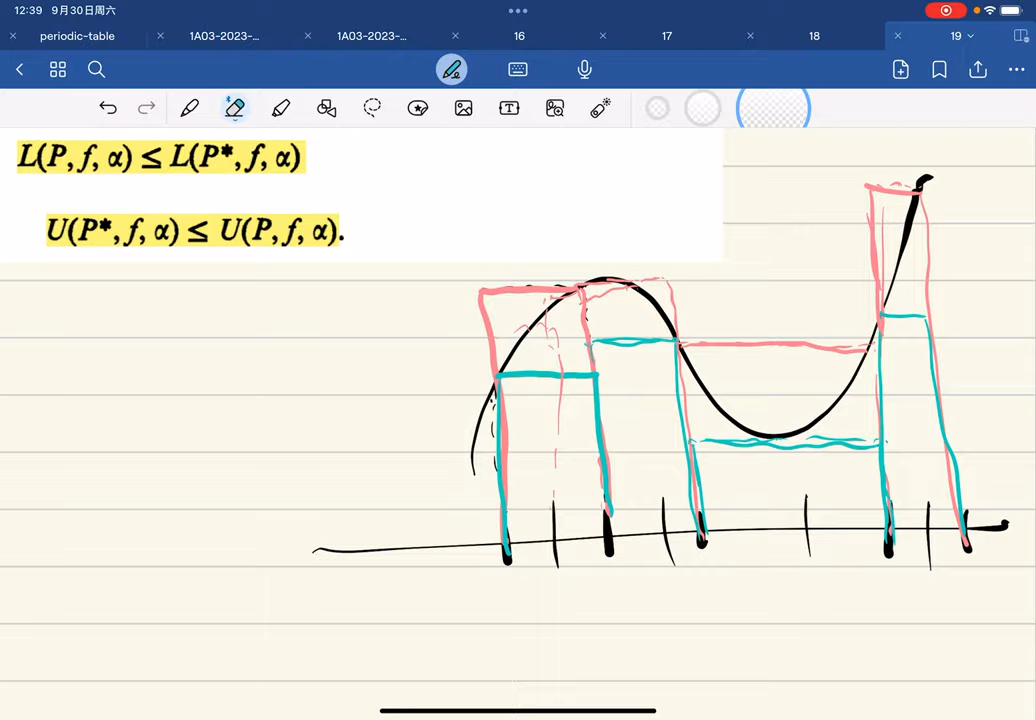 12:39 9月30日周六
periodic-table 1A03-2023-... 1A03-2023-... 16 17 18 19
L(P, f, α) ≤ L(P*, f, α)
U(P*, f, α) ≤ U(P, f, α).